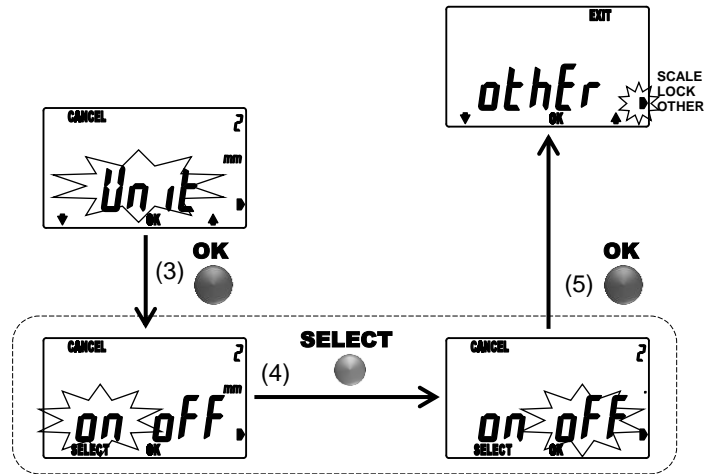 EXIT
othEr
OK
SCALE
LOCK
OTHER
CANCEL 2
mm
Unit
OK
(3) OK
(5) OK
CANCEL 2
mm
on oFF
SELECT OK
(4) SELECT
CANCEL 2
on oFF
SELECT OK